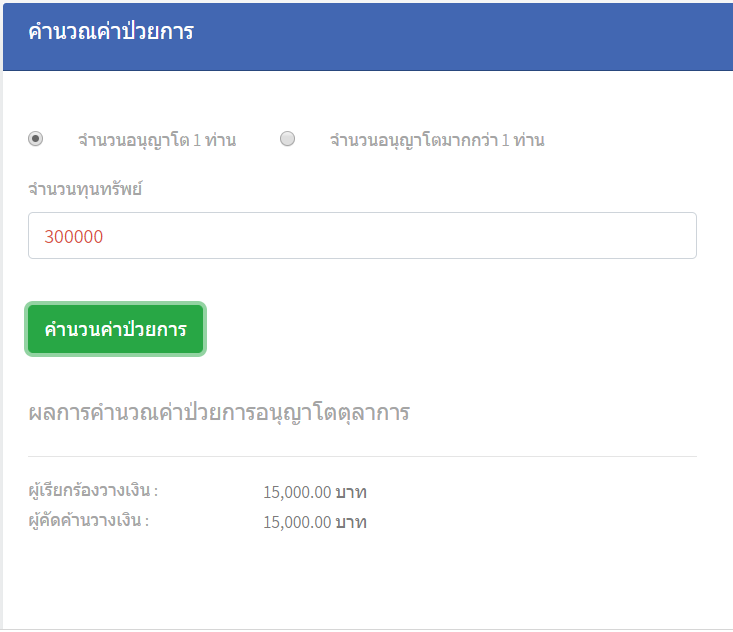 คำนวณค่าป่วยการ
จำนวนอนุญาโต 1 ท่าน จำนวนอนุญาโตมากกว่า 1 ท่าน
จำนวนทุนทรัพย์
300000
คำนวนค่าป่วยการ
ผลการคำนวณค่าป่วยการอนุญาโตตุลาการ
ผู้เรียกร้องวางเงิน : 15,000.00 บาท
ผู้คัดค้านวางเงิน : 15,000.00 บาท